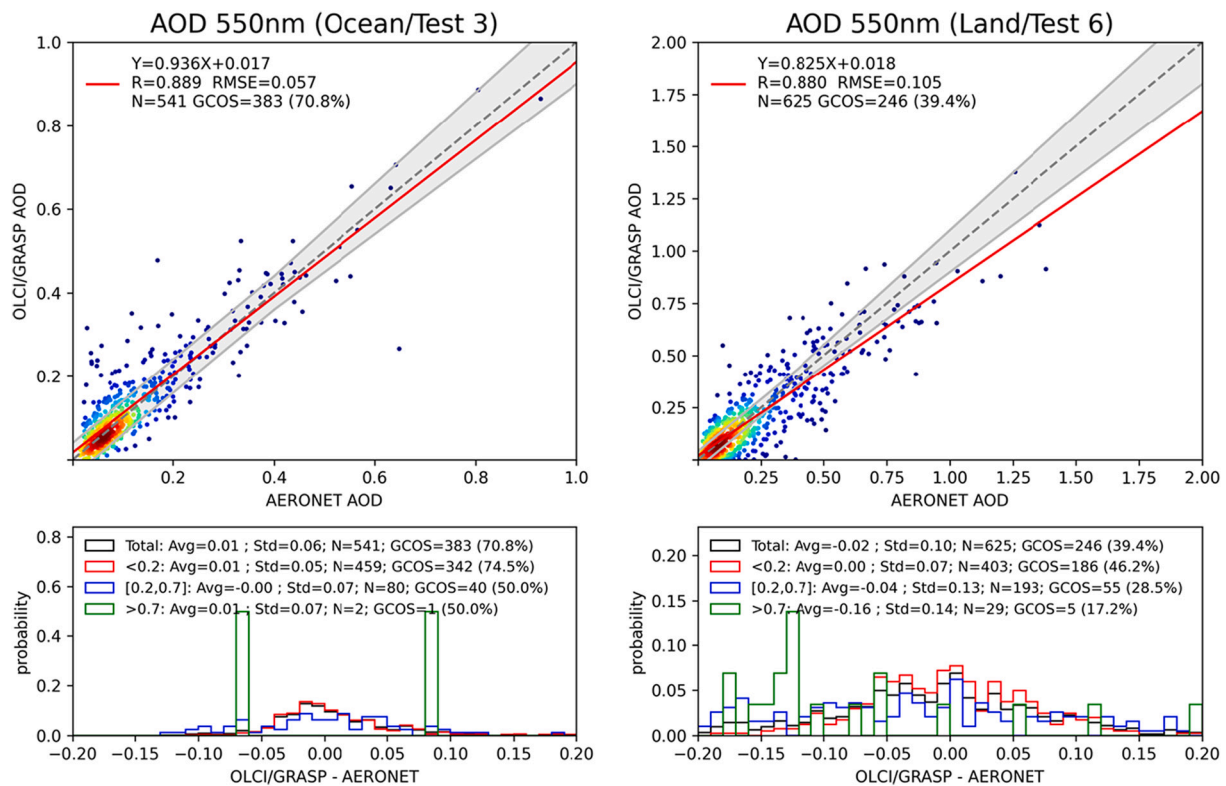 AOD 550nm (Ocean/Test 3)
Y=0.936X+0.017
R=0.889 RMSE=0.057
N=541 GCOS=383 (70.8%)
1.0
0.8
0.6
0.4
0.2
OLCI/GRASP AOD
0.2
0.4
0.6
0.8
1.0
AERONET AOD
AOD 550nm (Land/Test 6)
Y=0.825X+0.018
R=0.880 RMSE=0.105
N=625 GCOS=246 (39.4%)
2.00
1.75
1.50
1.25
1.00
0.75
0.50
0.25
OLCI/GRASP AOD
0.25
0.50
0.75
1.00
1.25
1.50
1.75
2.00
AERONET AOD
Total: Avg=0.01 ; Std=0.06; N=541; GCOS=383 (70.8%)
<0.2: Avg=0.01 ; Std=0.05; N=459; GCOS=342 (74.5%)
[0.2,0.7]: Avg=-0.00 ; Std=0.07; N=80; GCOS=40 (50.0%)
>0.7: Avg=0.01 ; Std=0.07; N=2; GCOS=1 (50.0%)
0.8
0.6
0.4
0.2
0.0
probability
−0.20
−0.15
−0.10
−0.05
0.00
0.05
0.10
0.15
0.20
OLCI/GRASP - AERONET
Total: Avg=-0.02 ; Std=0.10; N=625; GCOS=246 (39.4%)
<0.2: Avg=0.00 ; Std=0.07; N=403; GCOS=186 (46.2%)
[0.2,0.7]: Avg=-0.04 ; Std=0.13; N=193; GCOS=55 (28.5%)
>0.7: Avg=-0.16 ; Std=0.14; N=29; GCOS=5 (17.2%)
0.20
0.15
0.10
0.05
0.00
probability
−0.20
−0.15
−0.10
−0.05
0.00
0.05
0.10
0.15
0.20
OLCI/GRASP - AERONET